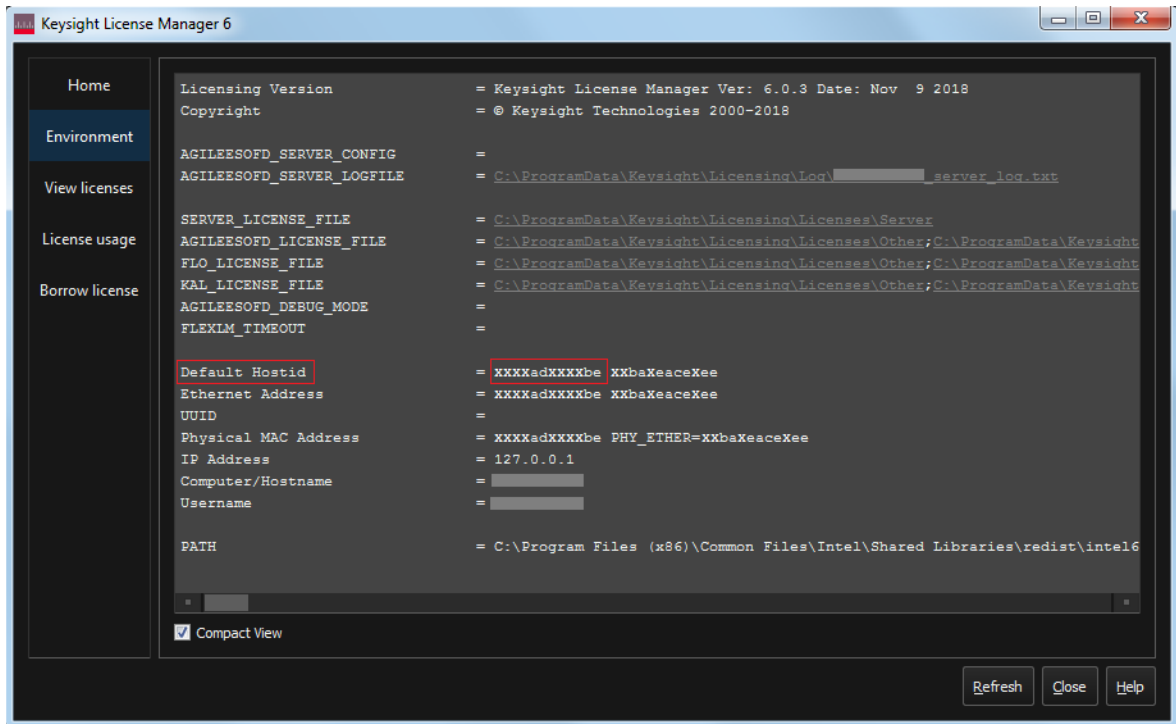 Keysight License Manager 6
Home
Environment
View licenses
License usage
Borrow license
Licensing Version = Keysight License Manager Ver: 6.0.3 Date: Nov 9 2018
Copyright = © Keysight Technologies 2000-2018
AGILEESOFD_SERVER_CONFIG =
AGILEESOFD_SERVER_LOGFILE = C:\ProgramData\Keysight\Licensing\Log\ _server_log.txt
SERVER_LICENSE_FILE = C:\ProgramData\Keysight\Licensing\Licenses\Server
AGILEESOFD_LICENSE_FILE = C:\ProgramData\Keysight\Licensing\Licenses\Other;C:\ProgramData\Keysight
FLO_LICENSE_FILE = C:\ProgramData\Keysight\Licensing\Licenses\Other;C:\ProgramData\Keysight
KAL_LICENSE_FILE = C:\ProgramData\Keysight\Licensing\Licenses\Other;C:\ProgramData\Keysight
AGILEESOFD_DEBUG_MODE =
FLEXLM_TIMEOUT =
Default Hostid = xxxxadxxxxbe xxbaxeacexee
Ethernet Address = xxxxadxxxxbe xxbaxeacexee
UUID =
Physical MAC Address = xxxxadxxxxbe PHY_ETHER=xxbaxeacexee
IP Address = 127.0.0.1
Computer/Hostname =
Username =
PATH = C:\Program Files (x86)\Common Files\Intel\Shared Libraries\redist\intel6
Compact View
Refresh
Close
Help